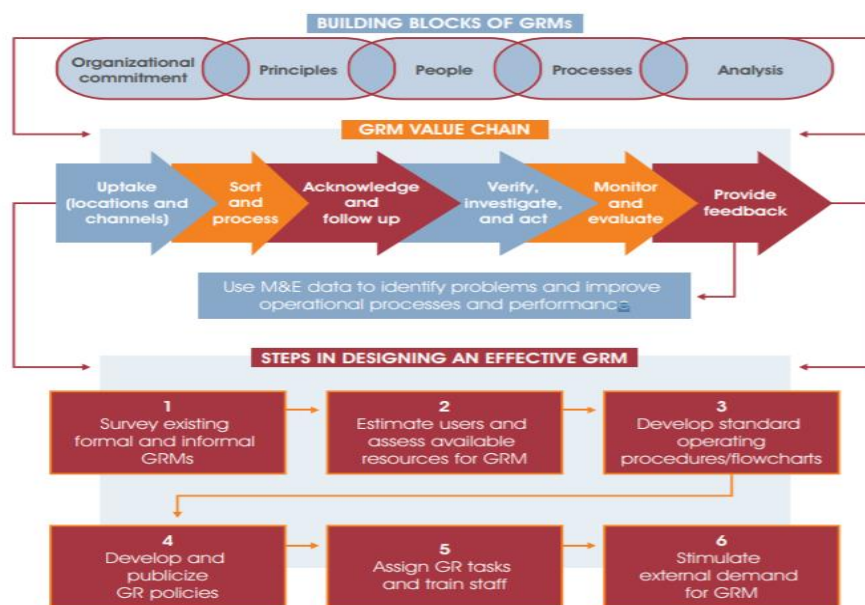 BUILDING BLOCKS OF GRMs
Organizational
commitment
Principles
People
Processes
Analysis
GRM VALUE CHAIN
Uptake
(locations and
channels)
Sort
and
process
Acknowledge
and
follow up
Verify,
investigate,
and act
Monitor
and
evaluate
Provide
feedback
Use M&E data to identify problems and improve
operational processes and performance
STEPS IN DESIGNING AN EFFECTIVE GRM
1
Survey existing
formal and informal
GRMs
2
Estimate users and
assess available
resources for GRM
3
Develop standard
operating
procedures/flowcharts
4
Develop and
publicize
GR policies
5
Assign GR tasks
and train staff
6
Stimulate
external demand
for GRM